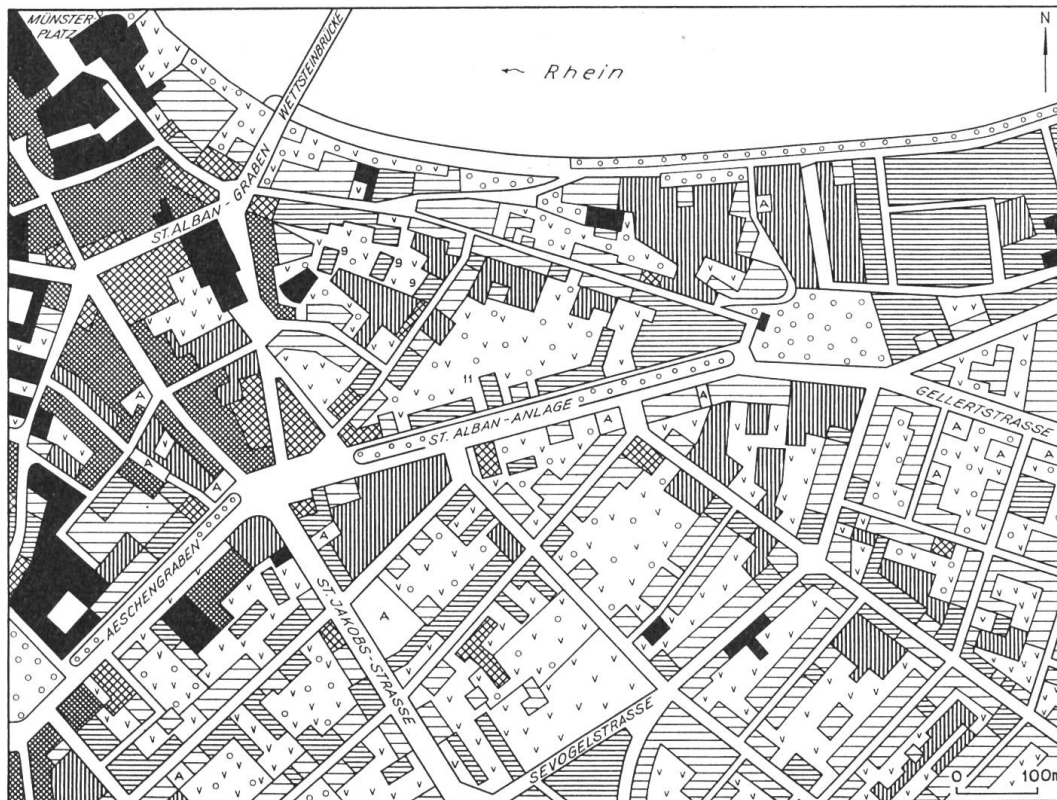 MÜNSTER-
PLATZ
WETTSTEINBRÜCKE
← Rhein
N
ST. ALBAN-GRABEN
A
9
9
9
11
ST. ALBAN-ANLAGE
A
A
GELLERTSTRASSE
A
A
A
A
A
A
A
A
AESCHENGRABEN
A
A
ST. JAKOBS-STRASSE
SEVOGELSTRASSE
A
0 100m